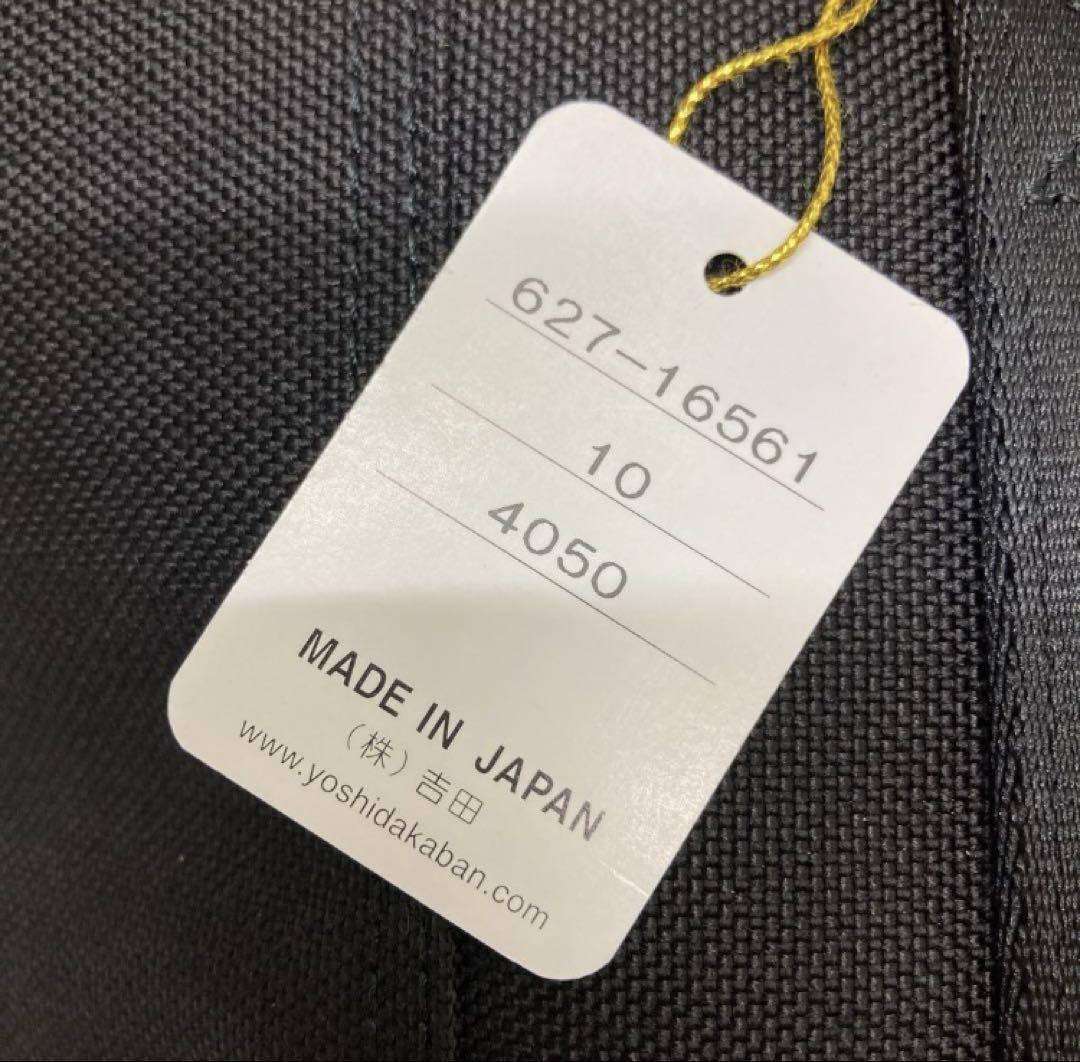 627-16561
10
4050
MADE IN JAPAN
（株）吉田
www.yoshidakaban.com